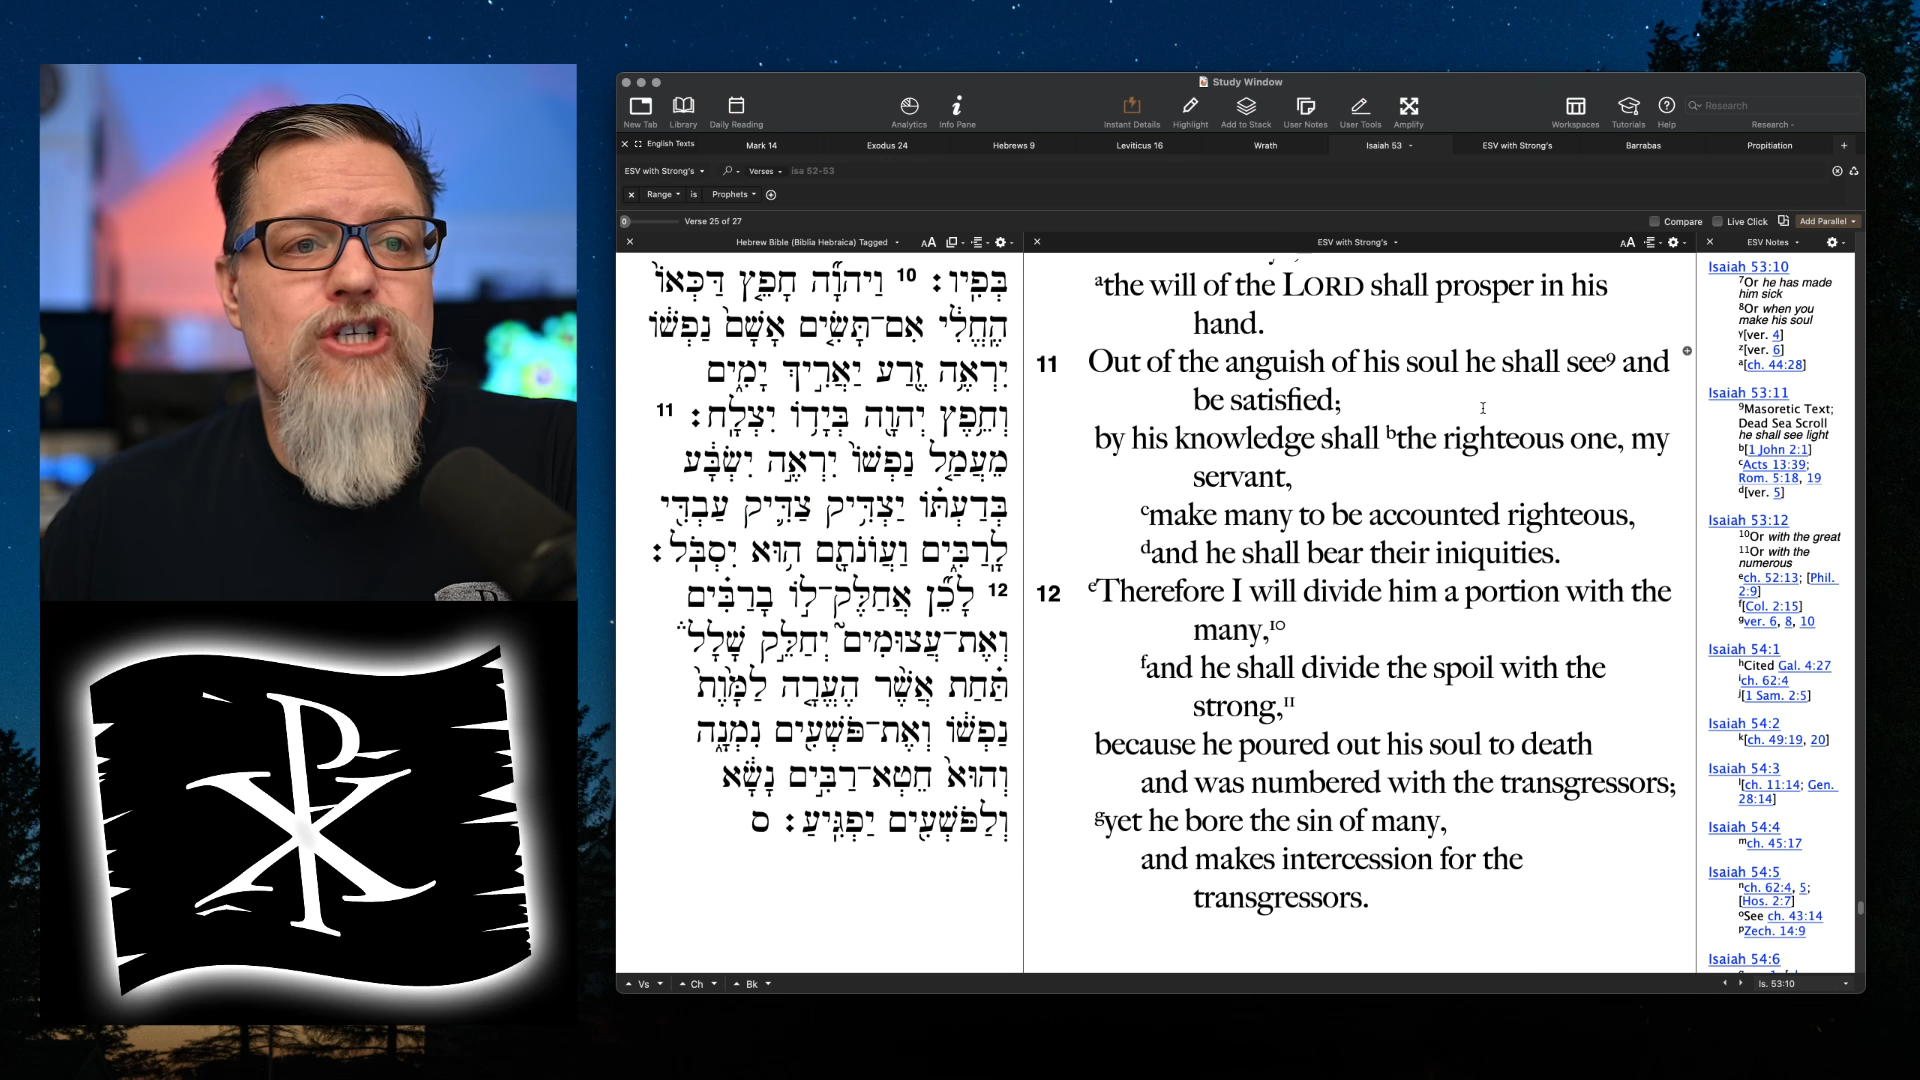 Study Window
New Tab
Library
Daily Reading
Analytics
Info Pane
Instant Details
Highlight
Add to Stack
User Notes
User Tools
Amplify
Workspaces
Tutorials
Help
Research
Research
English Texts
Mark 14
Exodus 24
Hebrews 9
Leviticus 16
Wrath
Isaiah 53
ESV with Strong's
Barrabas
Propitiation
ESV with Strong's
Verses
isa 52-53
Range
is
Prophets
0
Verse 25 of 27
Compare
Live Click
Add Parallel
Hebrew Bible (Biblia Hebraica) Tagged
בְּפִֽיו׃ 10 וַיהוָ֞ה חָפֵ֤ץ דַּכְּאוֹ֙
הֶֽחֱלִ֔י אִם־תָּשִׂ֤ים אָשָׁם֙ נַפְשׁ֔וֹ
יִרְאֶ֥ה זֶ֖רַע יַאֲרִ֣יךְ יָמִ֑ים
וְחֵ֥פֶץ יְהוָ֖ה בְּיָד֥וֹ יִצְלָֽח׃ 11
מֵעֲמַ֤ל נַפְשׁוֹ֙ יִרְאֶ֣ה יִשְׂבָּ֔ע
בְּדַעְתּ֗וֹ יַצְדִּ֥יק צַדִּ֛יק עַבְדִּ֖י
לָֽרַבִּ֑ים וַעֲוֺנֹתָ֖ם ה֥וּא יִסְבֹּֽל׃
12 לָכֵ֞ן אֲחַלֶּק־ל֣וֹ בָרַבִּ֗ים
וְאֶת־עֲצוּמִים֮ יְחַלֵּ֣ק שָׁלָל֒
תַּ֗חַת אֲשֶׁ֨ר הֶעֱרָ֤ה לַמָּ֙וֶת֙
נַפְשׁ֔וֹ וְאֶת־פֹּשְׁעִ֖ים נִמְנָ֑ה
וְהוּא֙ חֵטְא־רַבִּ֣ים נָשָׂ֔א
וְלַפֹּשְׁעִ֖ים יַפְגִּֽיעַ׃ ס
ESV with Strong's
ᵃthe will of the LORD shall prosper in his
hand.
11 Out of the anguish of his soul he shall see⁹ and
be satisfied;
by his knowledge shall ᵇthe righteous one, my
servant,
ᶜmake many to be accounted righteous,
ᵈand he shall bear their iniquities.
12 ᵉTherefore I will divide him a portion with the
many,¹⁰
ᶠand he shall divide the spoil with the
strong,¹¹
because he poured out his soul to death
and was numbered with the transgressors;
ᵍyet he bore the sin of many,
and makes intercession for the
transgressors.
ESV Notes
Isaiah 53:10
⁷Or he has made
him sick
⁸Or when you
make his soul
ʸ[ver. 4]
ᶻ[ver. 6]
ᵃ[ch. 44:28]
Isaiah 53:11
⁹Masoretic Text;
Dead Sea Scroll
he shall see light
ᵇ[1 John 2:1]
ᶜActs 13:39;
Rom. 5:18, 19
ᵈ[ver. 5]
Isaiah 53:12
¹⁰Or with the great
¹¹Or with the
numerous
ᵉch. 52:13; [Phil.
2:9]
ᶠ[Col. 2:15]
ᵍver. 6, 8, 10
Isaiah 54:1
ʰCited Gal. 4:27
ⁱch. 62:4
ʲ[1 Sam. 2:5]
Isaiah 54:2
ᵏ[ch. 49:19, 20]
Isaiah 54:3
ˡ[ch. 11:14; Gen.
28:14]
Isaiah 54:4
ᵐch. 45:17
Isaiah 54:5
ⁿch. 62:4, 5;
[Hos. 2:7]
ᵒSee ch. 43:14
ᵖZech. 14:9
Isaiah 54:6
Vs
Ch
Bk
Is. 53:10